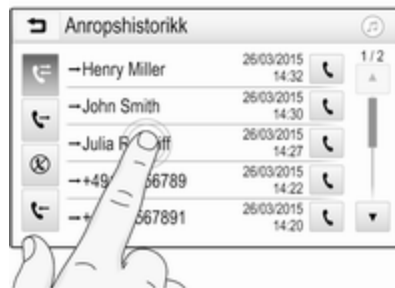 Anropshistorikk
→Henry Miller 26/03/2015 14:32
1/2
→John Smith 26/03/2015 14:30
→Julia 26/03/2015 14:27
26/03/2015 14:22
26/03/2015 14:20